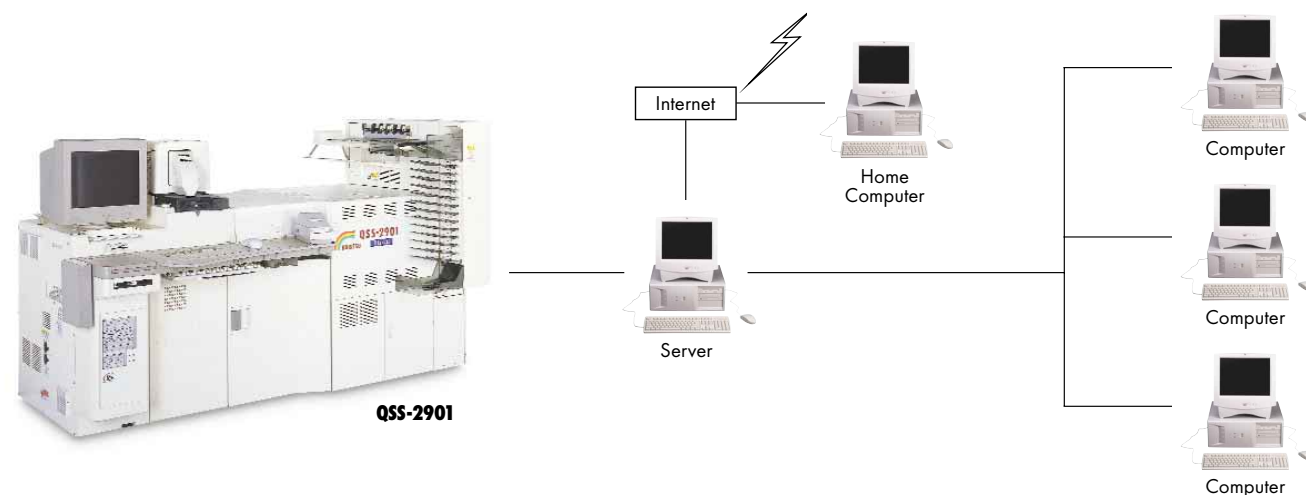 Internet
Home
Computer
Server
Computer
Computer
Computer
QSS-2901
QSS-2901